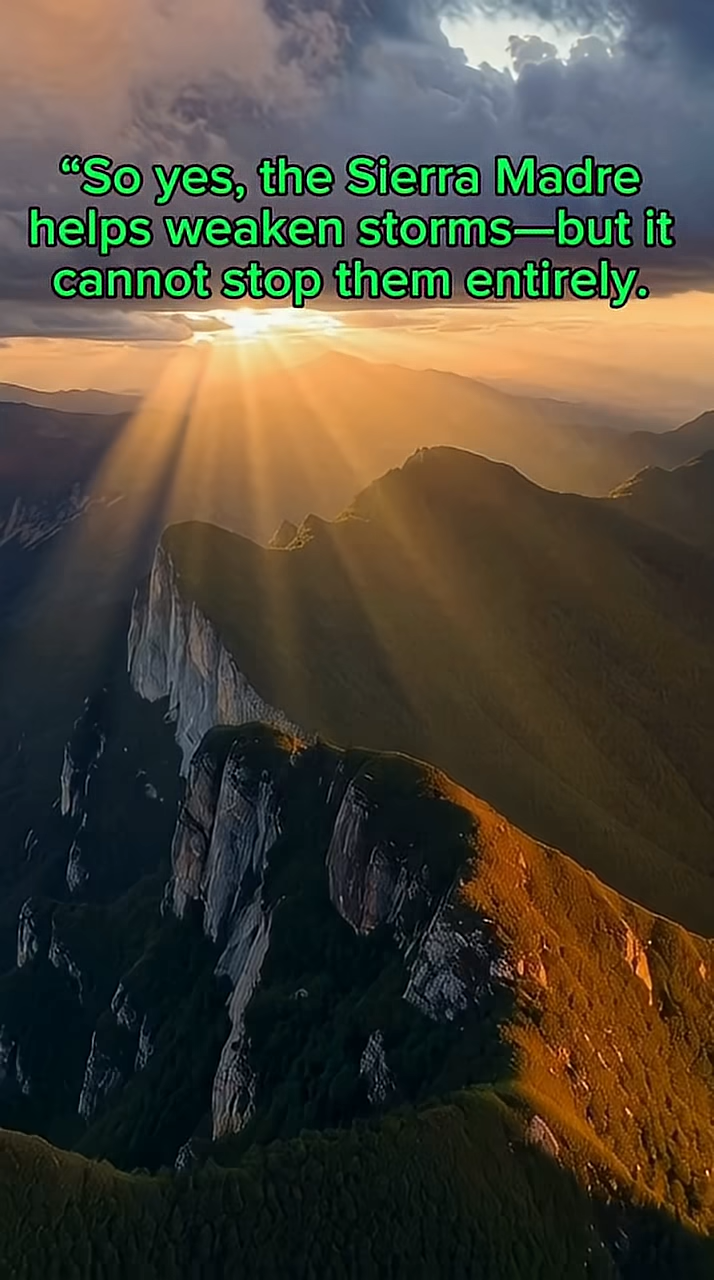 “So yes, the Sierra Madre
helps weaken storms—but it
cannot stop them entirely.